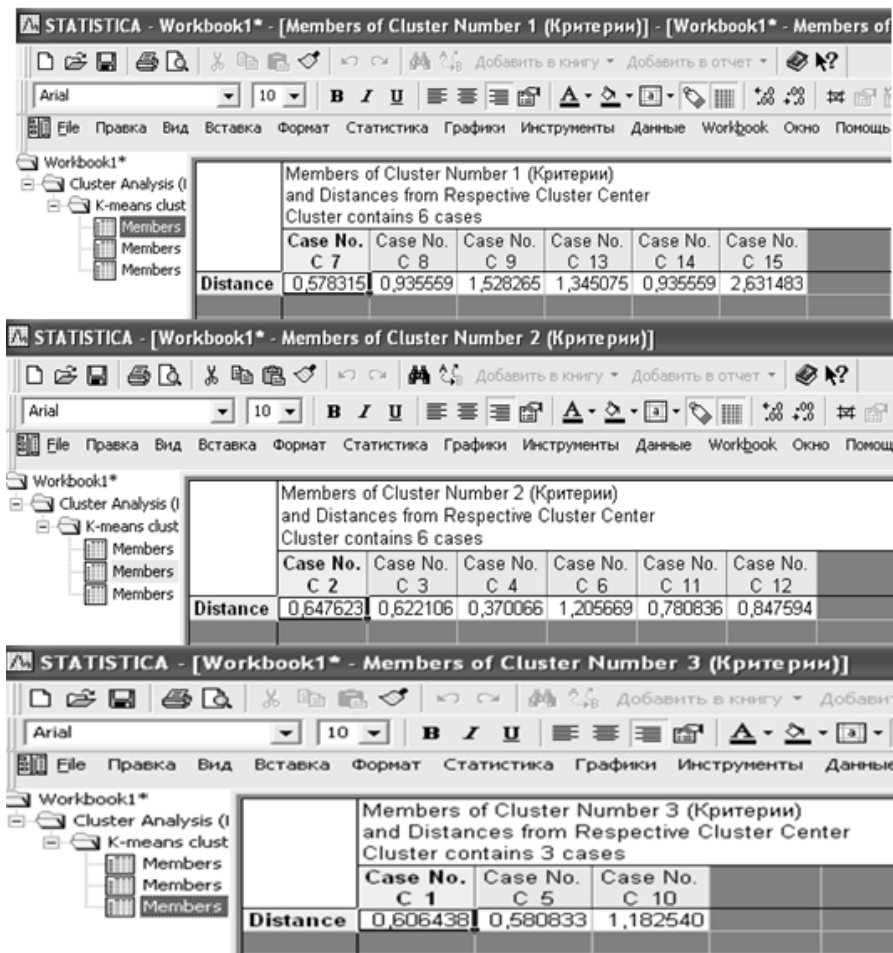 STATISTICA - Workbook1* - [Members of Cluster Number 1 (Критерии)] - [Workbook1* - Members of
Добавить в книгу Добавить в отчет
Arial 10 B I U A
File Правка Вид Вставка Формат Статистика Графики Инструменты Данные Workbook Окно Помощь
Workbook1*
Cluster Analysis (
K-means clust
Members
Members
Members
Members of Cluster Number 1 (Критерии)
and Distances from Respective Cluster Center
Cluster contains 6 cases
Case No. Case No. Case No. Case No. Case No. Case No.
C 7 C 8 C 9 C 13 C 14 C 15
Distance 0,578315 0,935559 1,528265 1,345075 0,935559 2,631483
STATISTICA - [Workbook1* - Members of Cluster Number 2 (Критерии)]
Добавить в книгу Добавить в отчет
Arial 10 B I U A
File Правка Вид Вставка Формат Статистика Графики Инструменты Данные Workbook Окно Помощ
Workbook1*
Cluster Analysis (
K-means clust
Members
Members
Members
Members of Cluster Number 2 (Критерии)
and Distances from Respective Cluster Center
Cluster contains 6 cases
Case No. Case No. Case No. Case No. Case No. Case No.
C 2 C 3 C 4 C 6 C 11 C 12
Distance 0,647623 0,622106 0,370066 1,205669 0,780836 0,847594
STATISTICA - [Workbook1* - Members of Cluster Number 3 (Критерии)]
Добавить в книгу Добави
Arial 10 B I U A
File Правка Вид Вставка Формат Статистика Графики Инструменты Данные
Workbook1*
Cluster Analysis (
K-means clust
Members
Members
Members
Members of Cluster Number 3 (Критерии)
and Distances from Respective Cluster Center
Cluster contains 3 cases
Case No. Case No. Case No.
C 1 C 5 C 10
Distance 0,606438 0,580833 1,182540